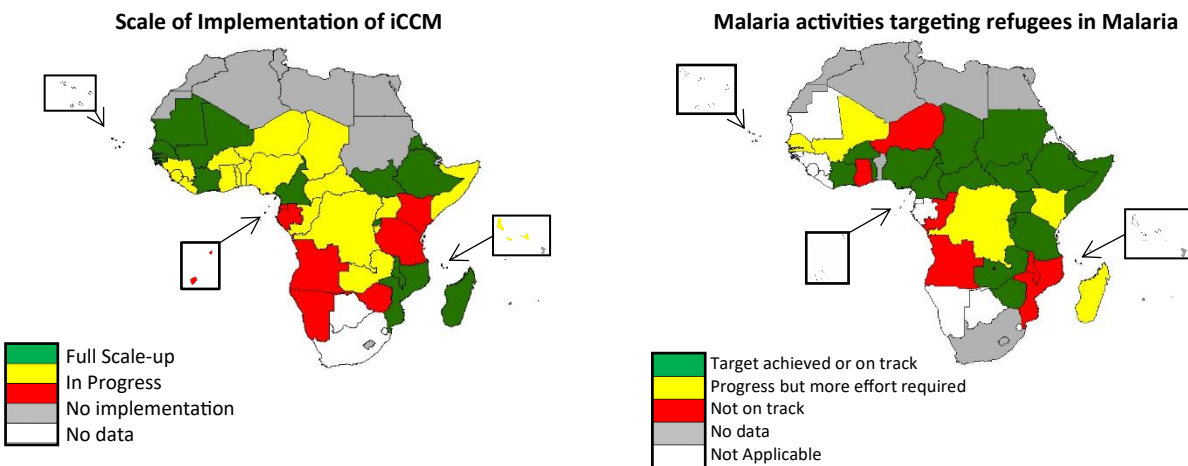 Scale of Implementation of iCCM
Full Scale-up
In Progress
No implementation
No data
Malaria activities targeting refugees in Malaria
Target achieved or on track
Progress but more effort required
Not on track
No data
Not Applicable